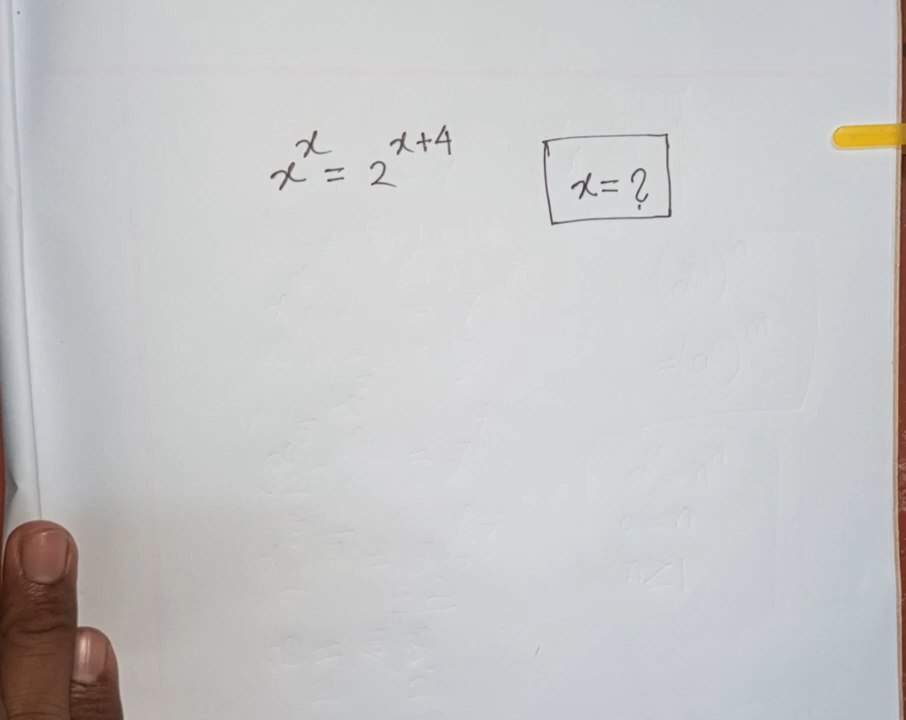 x^x = 2^{x+4}
x = ?